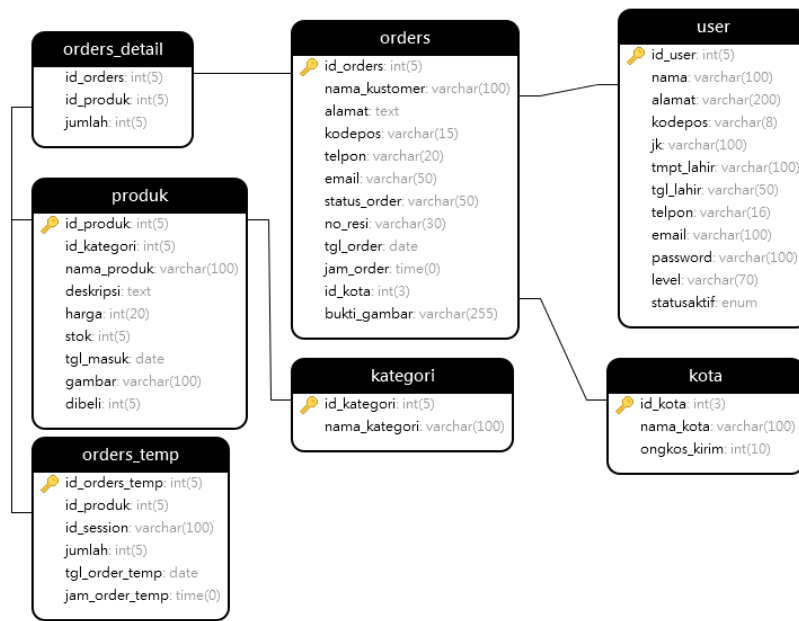 orders_detail
id_orders: int(5)
id_produk: int(5)
jumlah: int(5)
orders
id_orders: int(5)
nama_kustomer: varchar(100)
alamat: text
kodepos: varchar(15)
telpon: varchar(20)
email: varchar(50)
status_order: varchar(50)
no_resi: varchar(30)
tgl_order: date
jam_order: time(0)
id_kota: int(3)
bukti_gambar: varchar(255)
user
id_user: int(5)
nama: varchar(100)
alamat: varchar(200)
kodepos: varchar(8)
jk: varchar(100)
tmpt_lahir: varchar(100)
tgl_lahir: varchar(50)
telpon: varchar(16)
email: varchar(100)
password: varchar(100)
level: varchar(70)
statusaktif: enum
produk
id_produk: int(5)
id_kategori: int(5)
nama_produk: varchar(100)
deskripsi: text
harga: int(20)
stok: int(5)
tgl_masuk: date
gambar: varchar(100)
dibeli: int(5)
kategori
id_kategori: int(5)
nama_kategori: varchar(100)
kota
id_kota: int(3)
nama_kota: varchar(100)
ongkos_kirim: int(10)
orders_temp
id_orders_temp: int(5)
id_produk: int(5)
id_session: varchar(100)
jumlah: int(5)
tgl_order_temp: date
jam_order_temp: time(0)